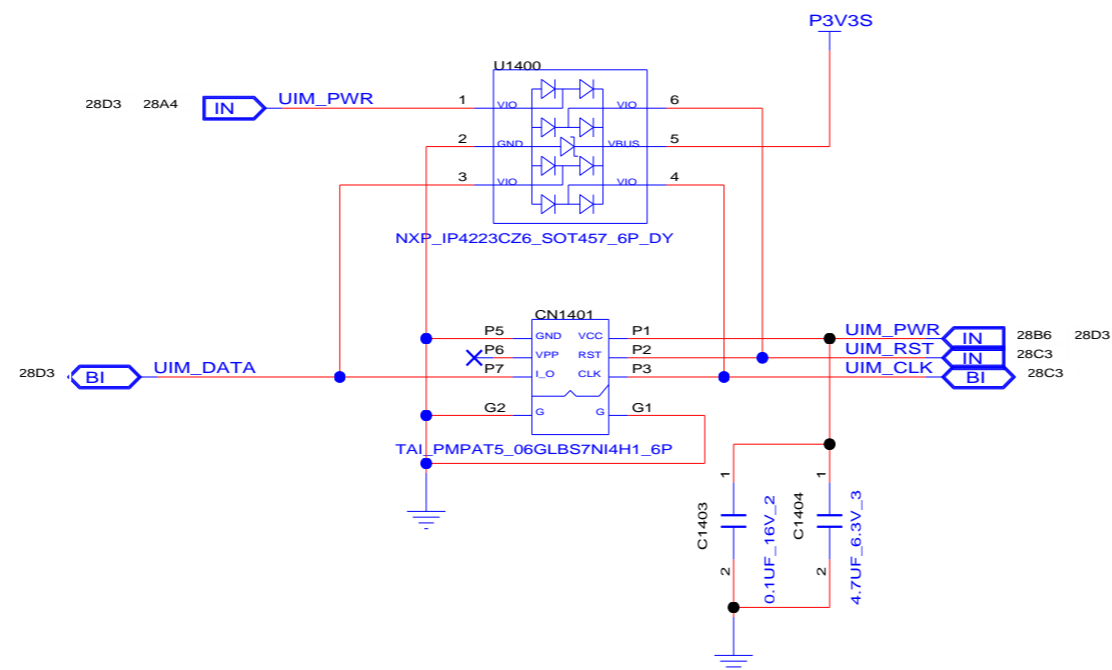 P3V3S
U1400
28D3 28A4 IN UIM_PWR 1 VIO VIO 6
2 GND VBUS 5
3 VIO VIO 4
NXP_IP4223CZ6_SOT457_6P_DY
CN1401
P5 GND VCC P1 UIM_PWR IN 28B6 28D3
P6 VPP RST P2 UIM_RST IN 28C3
28D3 BI UIM_DATA P7 I_O CLK P3 UIM_CLK BI 28C3
G2 G G G1
TAI_PMPAT5_06GLBS7NI4H1_6P
1 1
C1403 0.1UF_16V_2 C1404 4.7UF_6.3V_3
2 2